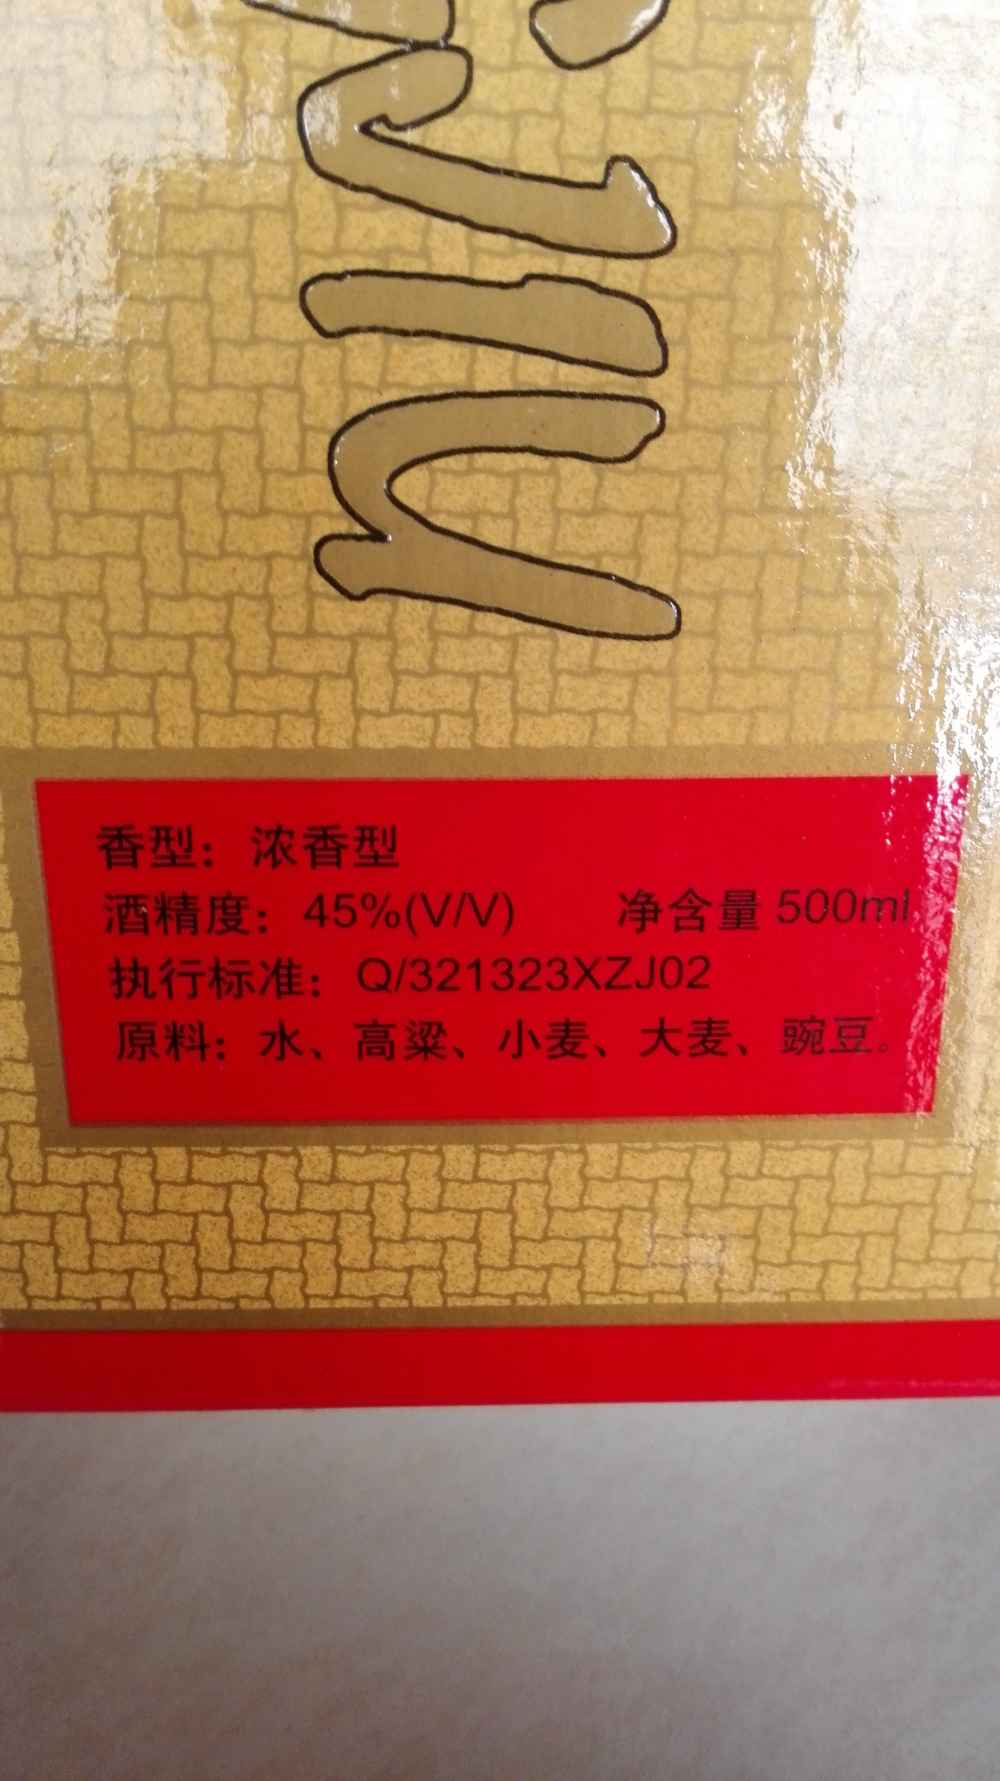 香型：浓香型
酒精度：45%(V/V) 净含量 500ml
执行标准：Q/321323XZJ02
原料：水、高粱、小麦、大麦、豌豆。